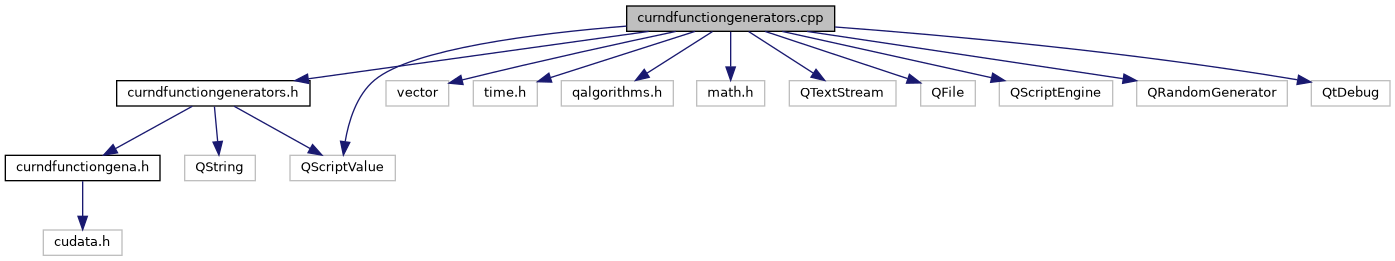 curndfunctiongenerators.cpp
curndfunctiongenerators.h
vector
time.h
qalgorithms.h
math.h
QTextStream
QFile
QScriptEngine
QRandomGenerator
QtDebug
curndfunctiongena.h
QString
QScriptValue
cudata.h